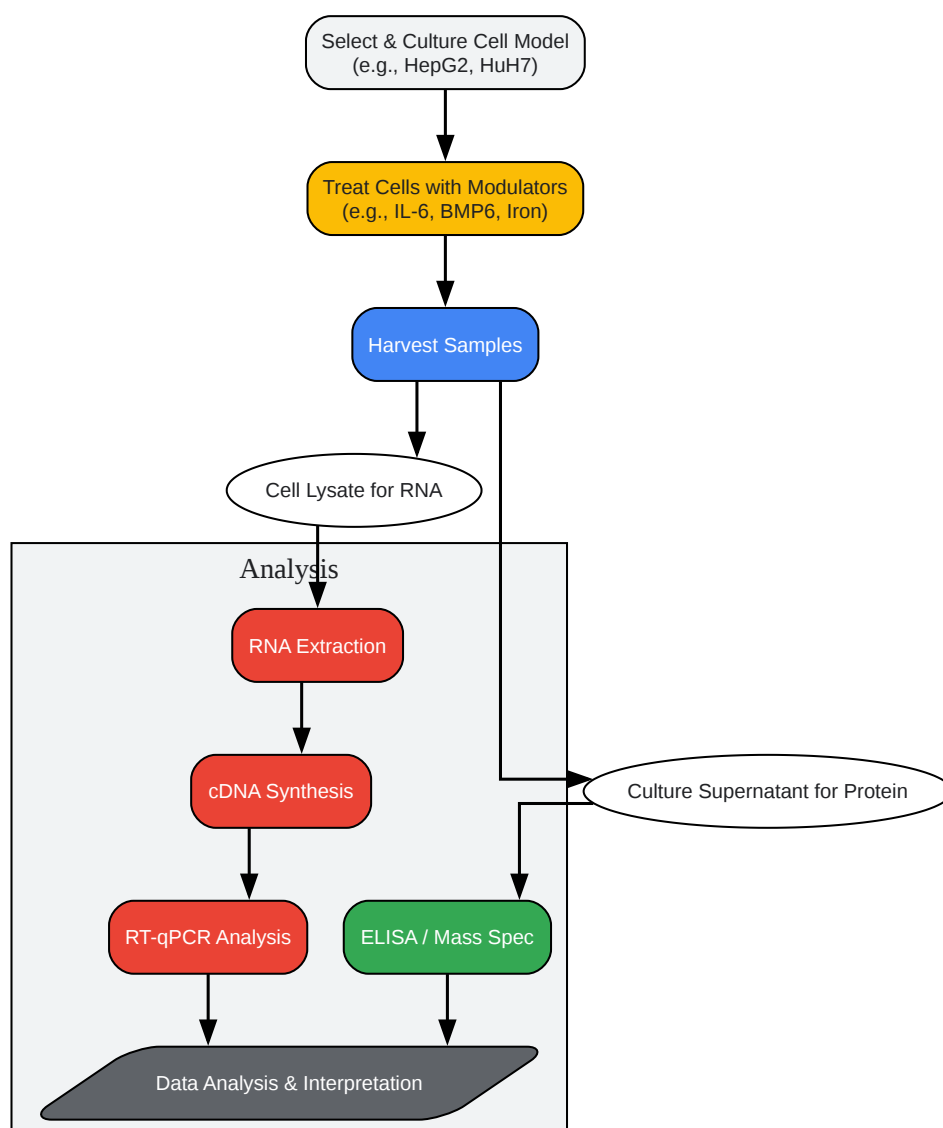 Select & Culture Cell Model
(e.g., HepG2, HuH7)
Treat Cells with Modulators
(e.g., IL-6, BMP6, Iron)
Harvest Samples
Cell Lysate for RNA
Analysis
RNA Extraction
cDNA Synthesis
Culture Supernatant for Protein
RT-qPCR Analysis
ELISA / Mass Spec
Data Analysis & Interpretation